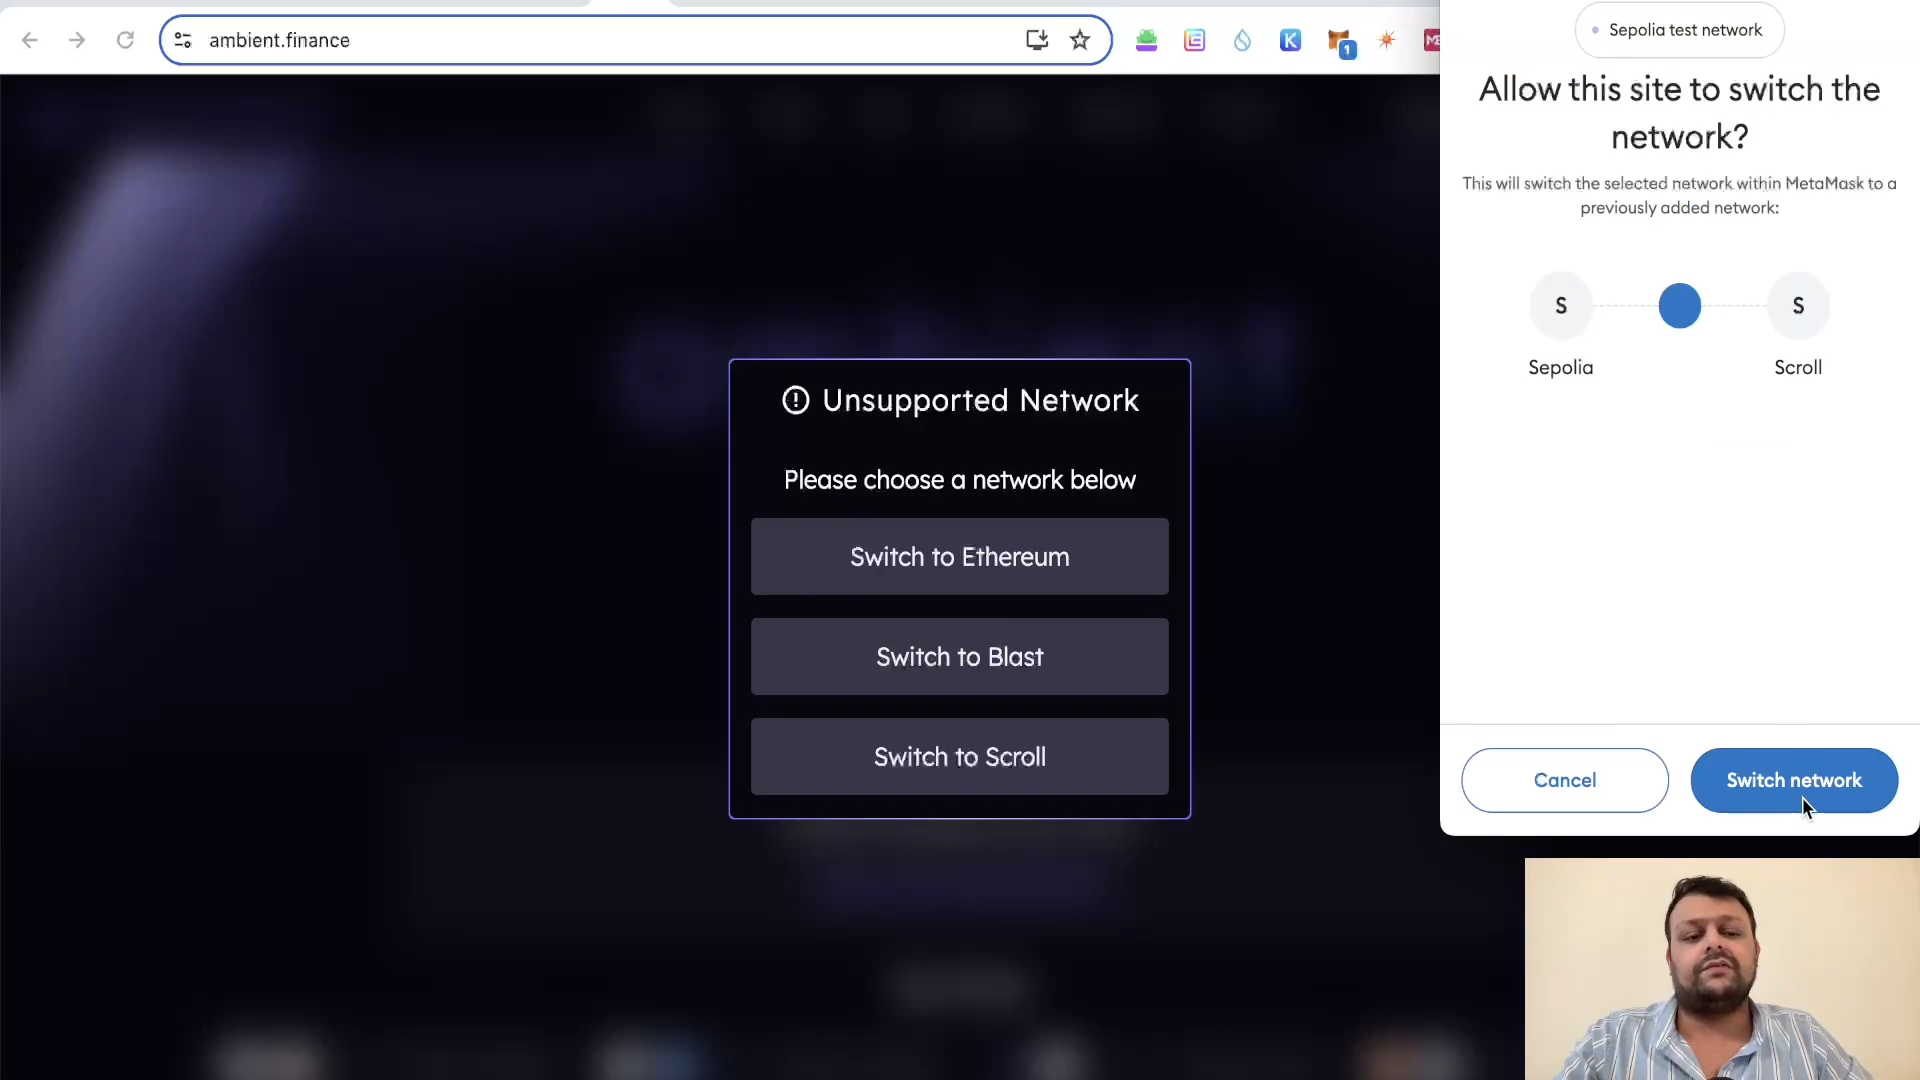 ambient.finance
1
Sepolia test network
Allow this site to switch the
network?
This will switch the selected network within MetaMask to a
previously added network:
S
S
Sepolia
Scroll
Unsupported Network
Please choose a network below
Switch to Ethereum
Switch to Blast
Switch to Scroll
Cancel
Switch network